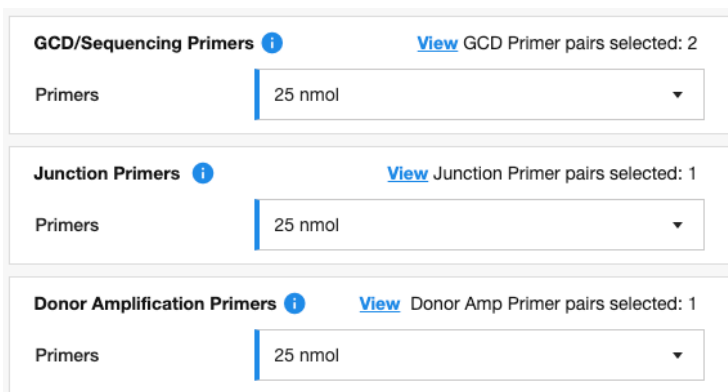 GCD/Sequencing Primers i View GCD Primer pairs selected: 2
Primers 25 nmol
Junction Primers i View Junction Primer pairs selected: 1
Primers 25 nmol
Donor Amplification Primers i View Donor Amp Primer pairs selected: 1
Primers 25 nmol